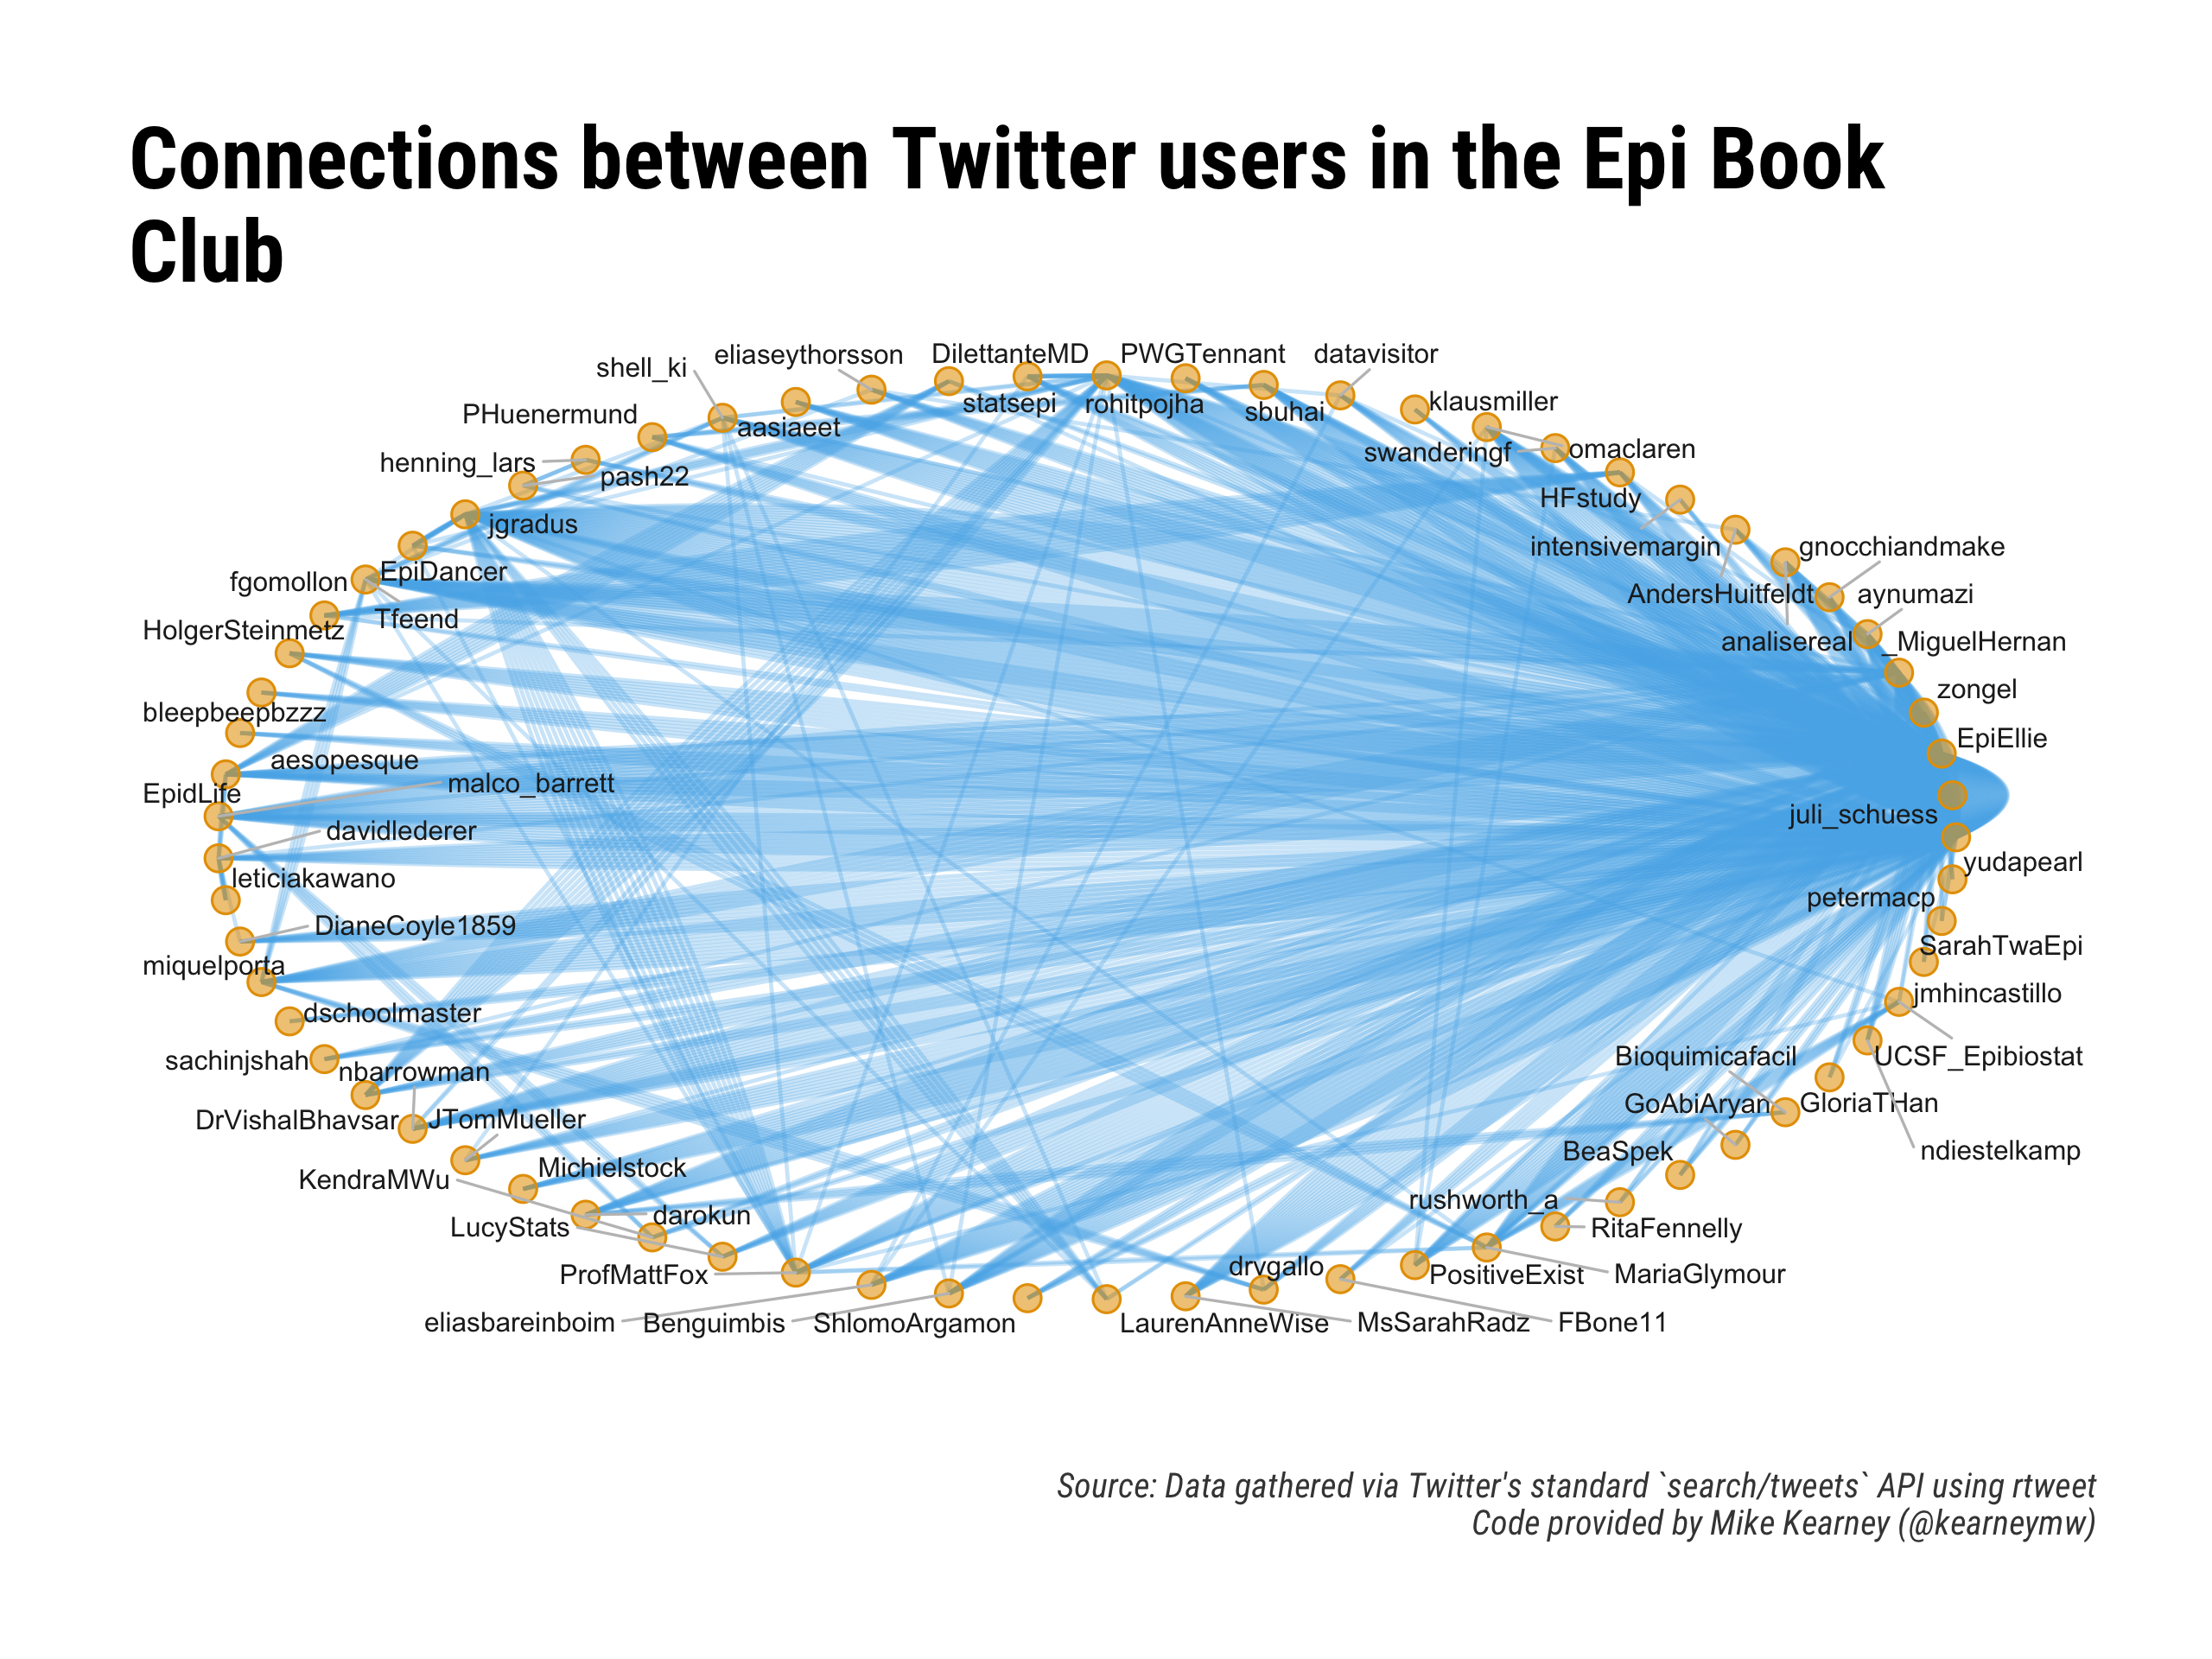 Connections between Twitter users in the Epi Book
Club
shell_ki
eliaseythorsson
DilettanteMD
PWGTennant
datavisitor
PHuenermund
aasiaeet
statsepi
rohitpojha
sbuhai
klausmiller
henning_lars
pash22
swanderingf
omaclaren
jgradus
HFstudy
intensivemargin
gnocchiandmake
fgomollon
EpiDancer
AndersHuitfeldt
aynumazi
Tfeend
HolgerSteinmetz
analisereal
_MiguelHernan
zongel
bleepbeepbzzz
EpiEllie
aesopesque
malco_barrett
EpidLife
juli_schuess
davidlederer
yudapearl
leticiakawano
petermacp
DianeCoyle1859
SarahTwaEpi
miquelporta
jmhincastillo
dschoolmaster
sachinjshah
nbarrowman
Bioquimicafacil
UCSF_Epibiostat
DrVishalBhavsar
JTomMueller
GoAbiAryan
GloriaTHan
KendraMWu
Michielstock
BeaSpek
ndiestelkamp
LucyStats
darokun
rushworth_a
RitaFennelly
ProfMattFox
drvgallo
PositiveExist
MariaGlymour
eliasbareinboim
Benguimbis
ShlomoArgamon
LaurenAnneWise
MsSarahRadz
FBone11
Source: Data gathered via Twitter's standard `search/tweets` API using rtweet
Code provided by Mike Kearney (@kearneymw)